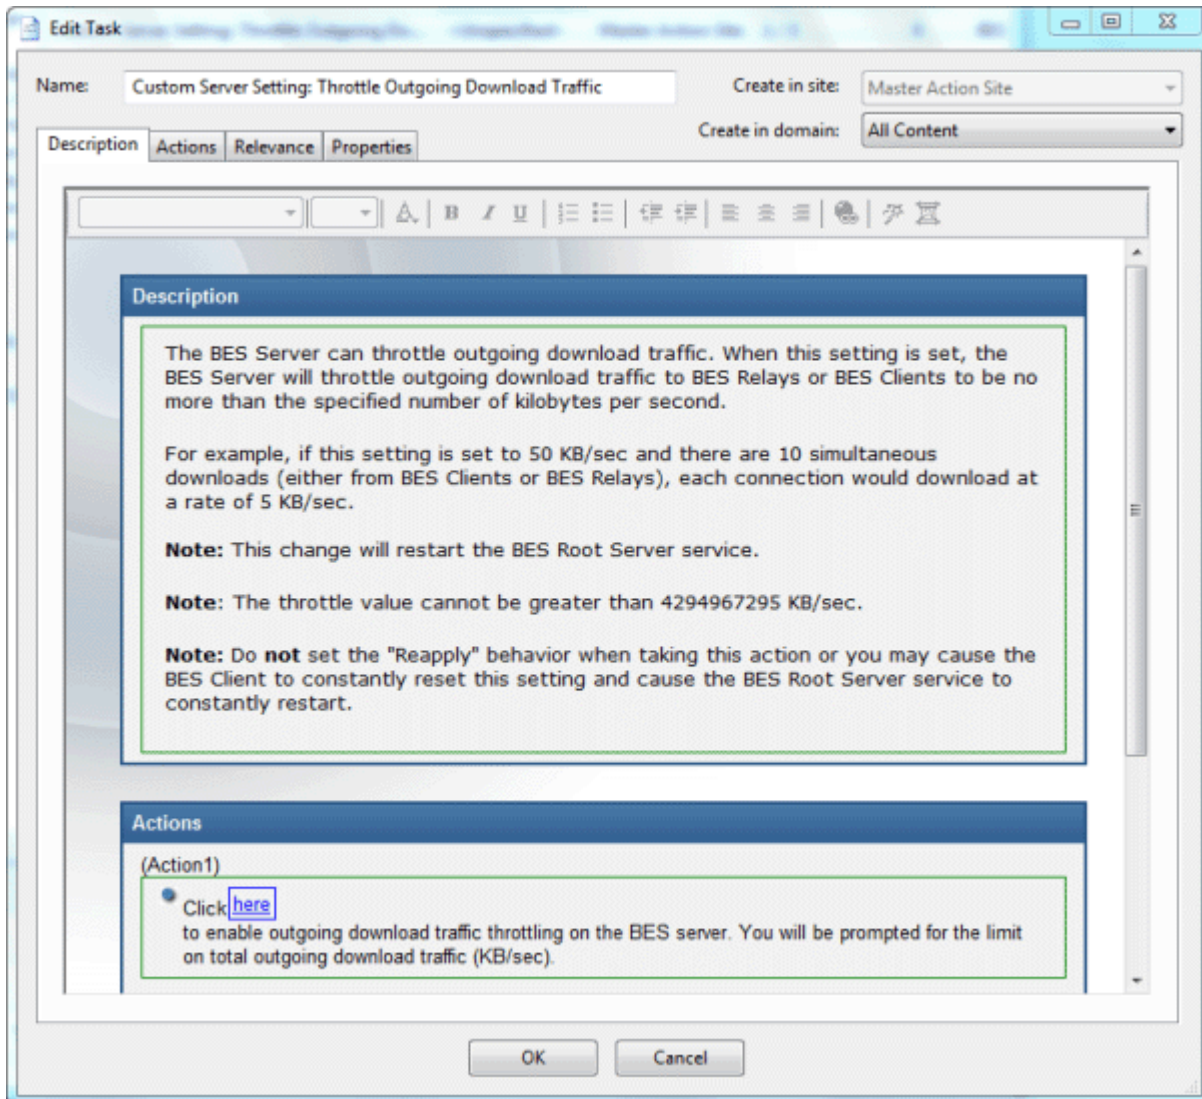 Edit Task
Name: Custom Server Setting: Throttle Outgoing Download Traffic
Create in site: Master Action Site
Create in domain: All Content
Description Actions Relevance Properties
B I U
Description
The BES Server can throttle outgoing download traffic. When this setting is set, the
BES Server will throttle outgoing download traffic to BES Relays or BES Clients to be no
more than the specified number of kilobytes per second.
For example, if this setting is set to 50 KB/sec and there are 10 simultaneous
downloads (either from BES Clients or BES Relays), each connection would download at
a rate of 5 KB/sec.
Note: This change will restart the BES Root Server service.
Note: The throttle value cannot be greater than 4294967295 KB/sec.
Note: Do not set the "Reapply" behavior when taking this action or you may cause the
BES Client to constantly reset this setting and cause the BES Root Server service to
constantly restart.
Actions
(Action1)
Click here
to enable outgoing download traffic throttling on the BES server. You will be prompted for the limit
on total outgoing download traffic (KB/sec).
OK Cancel